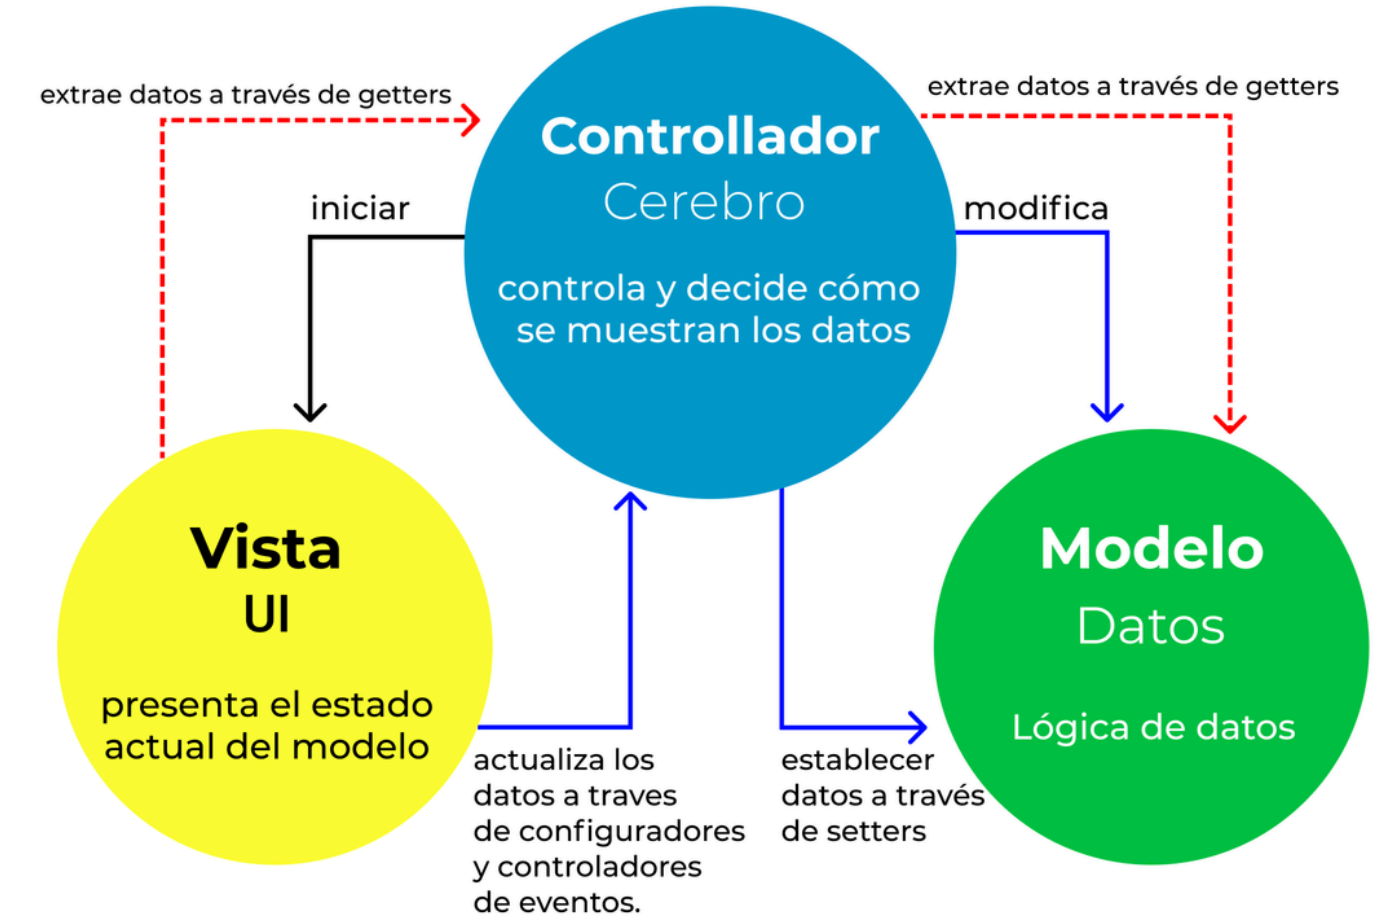 extrae datos a través de getters
extrae datos a través de getters
Controllador
Cerebro
controla y decide cómo
se muestran los datos
iniciar
modifica
Vista
UI
presenta el estado
actual del modelo
Modelo
Datos
Lógica de datos
actualiza los
datos a traves
de configuradores
y controladores
de eventos.
establecer
datos a través
de setters